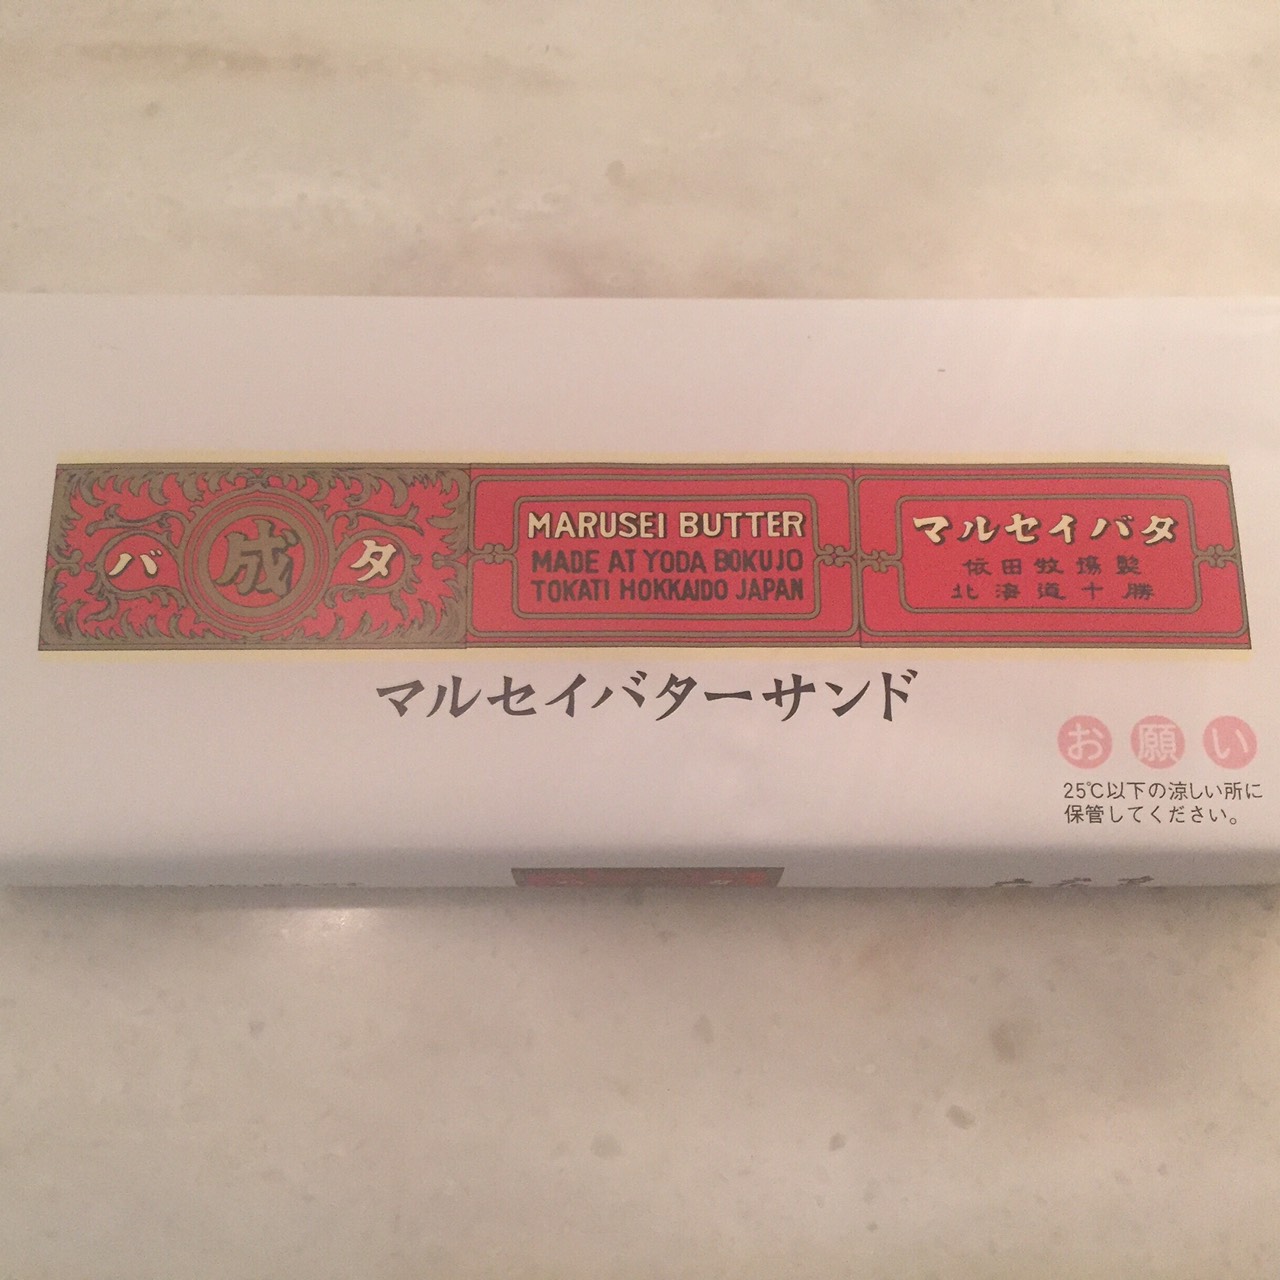 バ 成 タ
MARUSEI BUTTER
MADE AT YODA BOKUJO
TOKATI HOKKAIDO JAPAN
マルセイバタ
依田牧場製
北海道十勝
マルセイバターサンド
お願い
25℃以下の涼しい所に
保管してください。